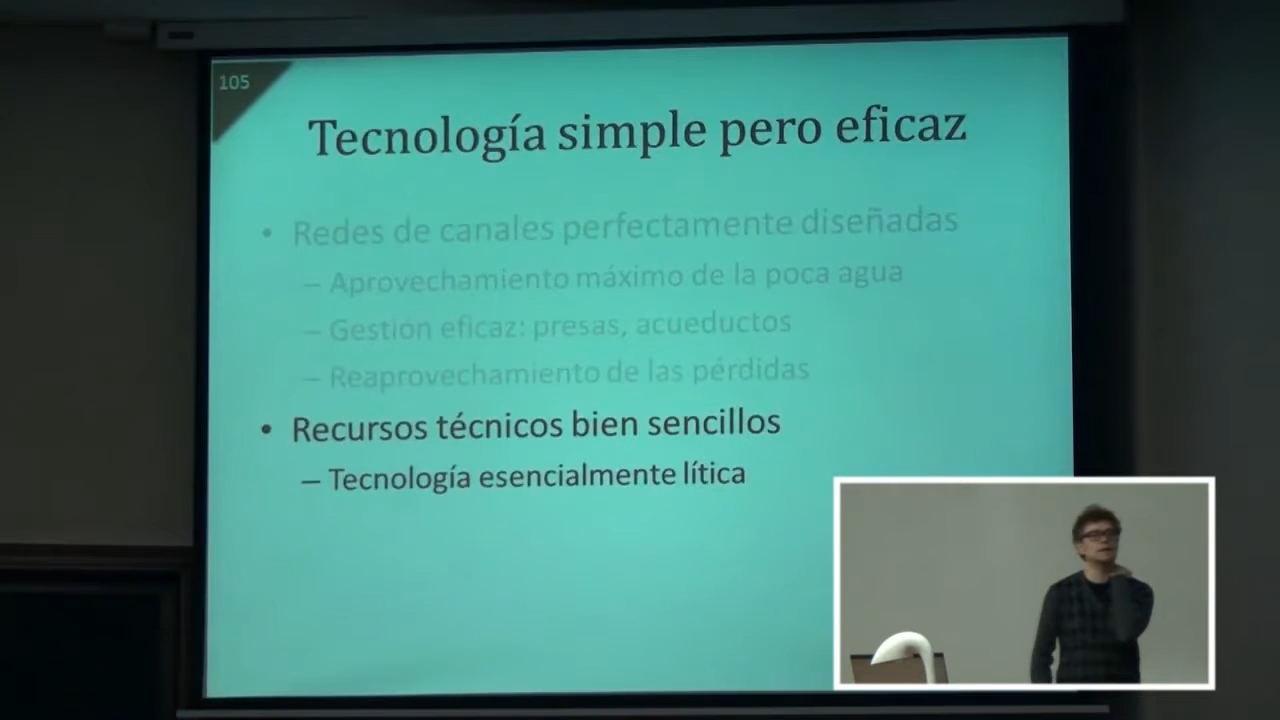 105
Tecnología simple pero eficaz
• Redes de canales perfectamente diseñadas
– Aprovechamiento máximo de la poca agua
– Gestión eficaz: presas, acueductos
– Reaprovechamiento de las pérdidas
• Recursos técnicos bien sencillos
– Tecnología esencialmente lítica